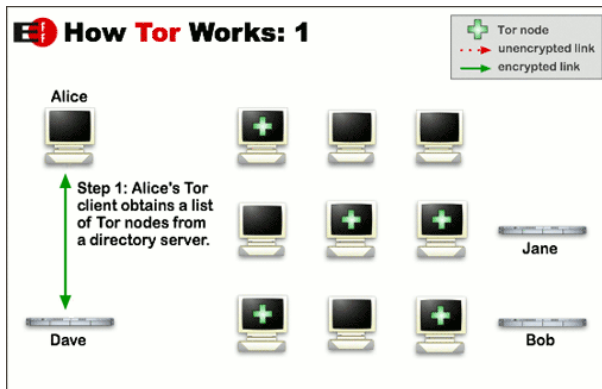 EFF How Tor Works: 1
Tor node
unencrypted link
encrypted link
Alice
Step 1: Alice's Tor
client obtains a list
of Tor nodes from
a directory server.
Jane
Dave
Bob